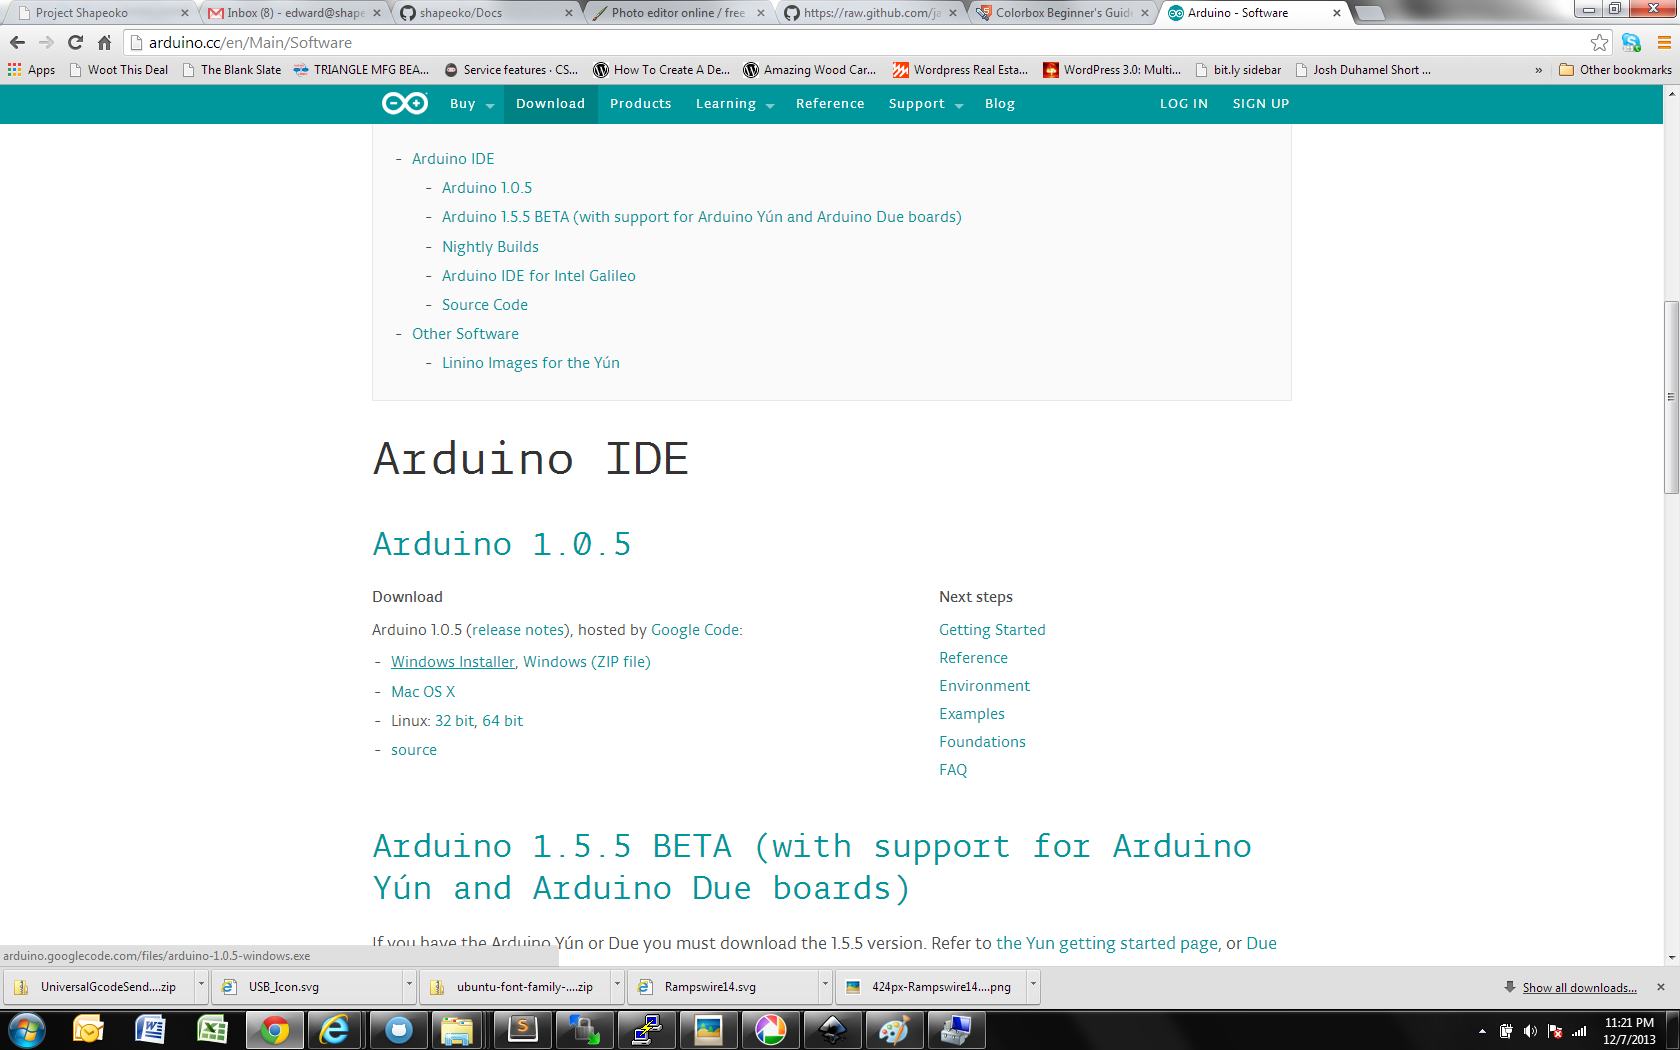 Project Shapeoko
Inbox (8) - edward@shape
shapeoko/Docs
Photo editor online / free
https://raw.github.com/ja
Colorbox Beginner's Guid
Arduino - Software
arduino.cc/en/Main/Software
Apps
Woot This Deal
The Blank Slate
TRIANGLE MFG BEA...
Service features · CS...
How To Create A De...
Amazing Wood Car...
Wordpress Real Esta...
WordPress 3.0: Multi...
bit.ly sidebar
Josh Duhamel Short ...
»
Other bookmarks
Buy
Download
Products
Learning
Reference
Support
Blog
LOG IN
SIGN UP
- Arduino IDE
- Arduino 1.0.5
- Arduino 1.5.5 BETA (with support for Arduino Yún and Arduino Due boards)
- Nightly Builds
- Arduino IDE for Intel Galileo
- Source Code
- Other Software
- Linino Images for the Yún
Arduino IDE
Arduino 1.0.5
Download
Arduino 1.0.5 (release notes), hosted by Google Code:
- Windows Installer, Windows (ZIP file)
- Mac OS X
- Linux: 32 bit, 64 bit
- source
Next steps
Getting Started
Reference
Environment
Examples
Foundations
FAQ
Arduino 1.5.5 BETA (with support for Arduino
Yún and Arduino Due boards)
If you have the Arduino Yún or Due you must download the 1.5.5 version. Refer to the Yun getting started page, or Due
arduino.googlecode.com/files/arduino-1.0.5-windows.exe
UniversalGcodeSend....zip
USB_Icon.svg
ubuntu-font-family-....zip
Rampswire14.svg
424px-Rampswire14....png
Show all downloads...
11:21 PM
12/7/2013